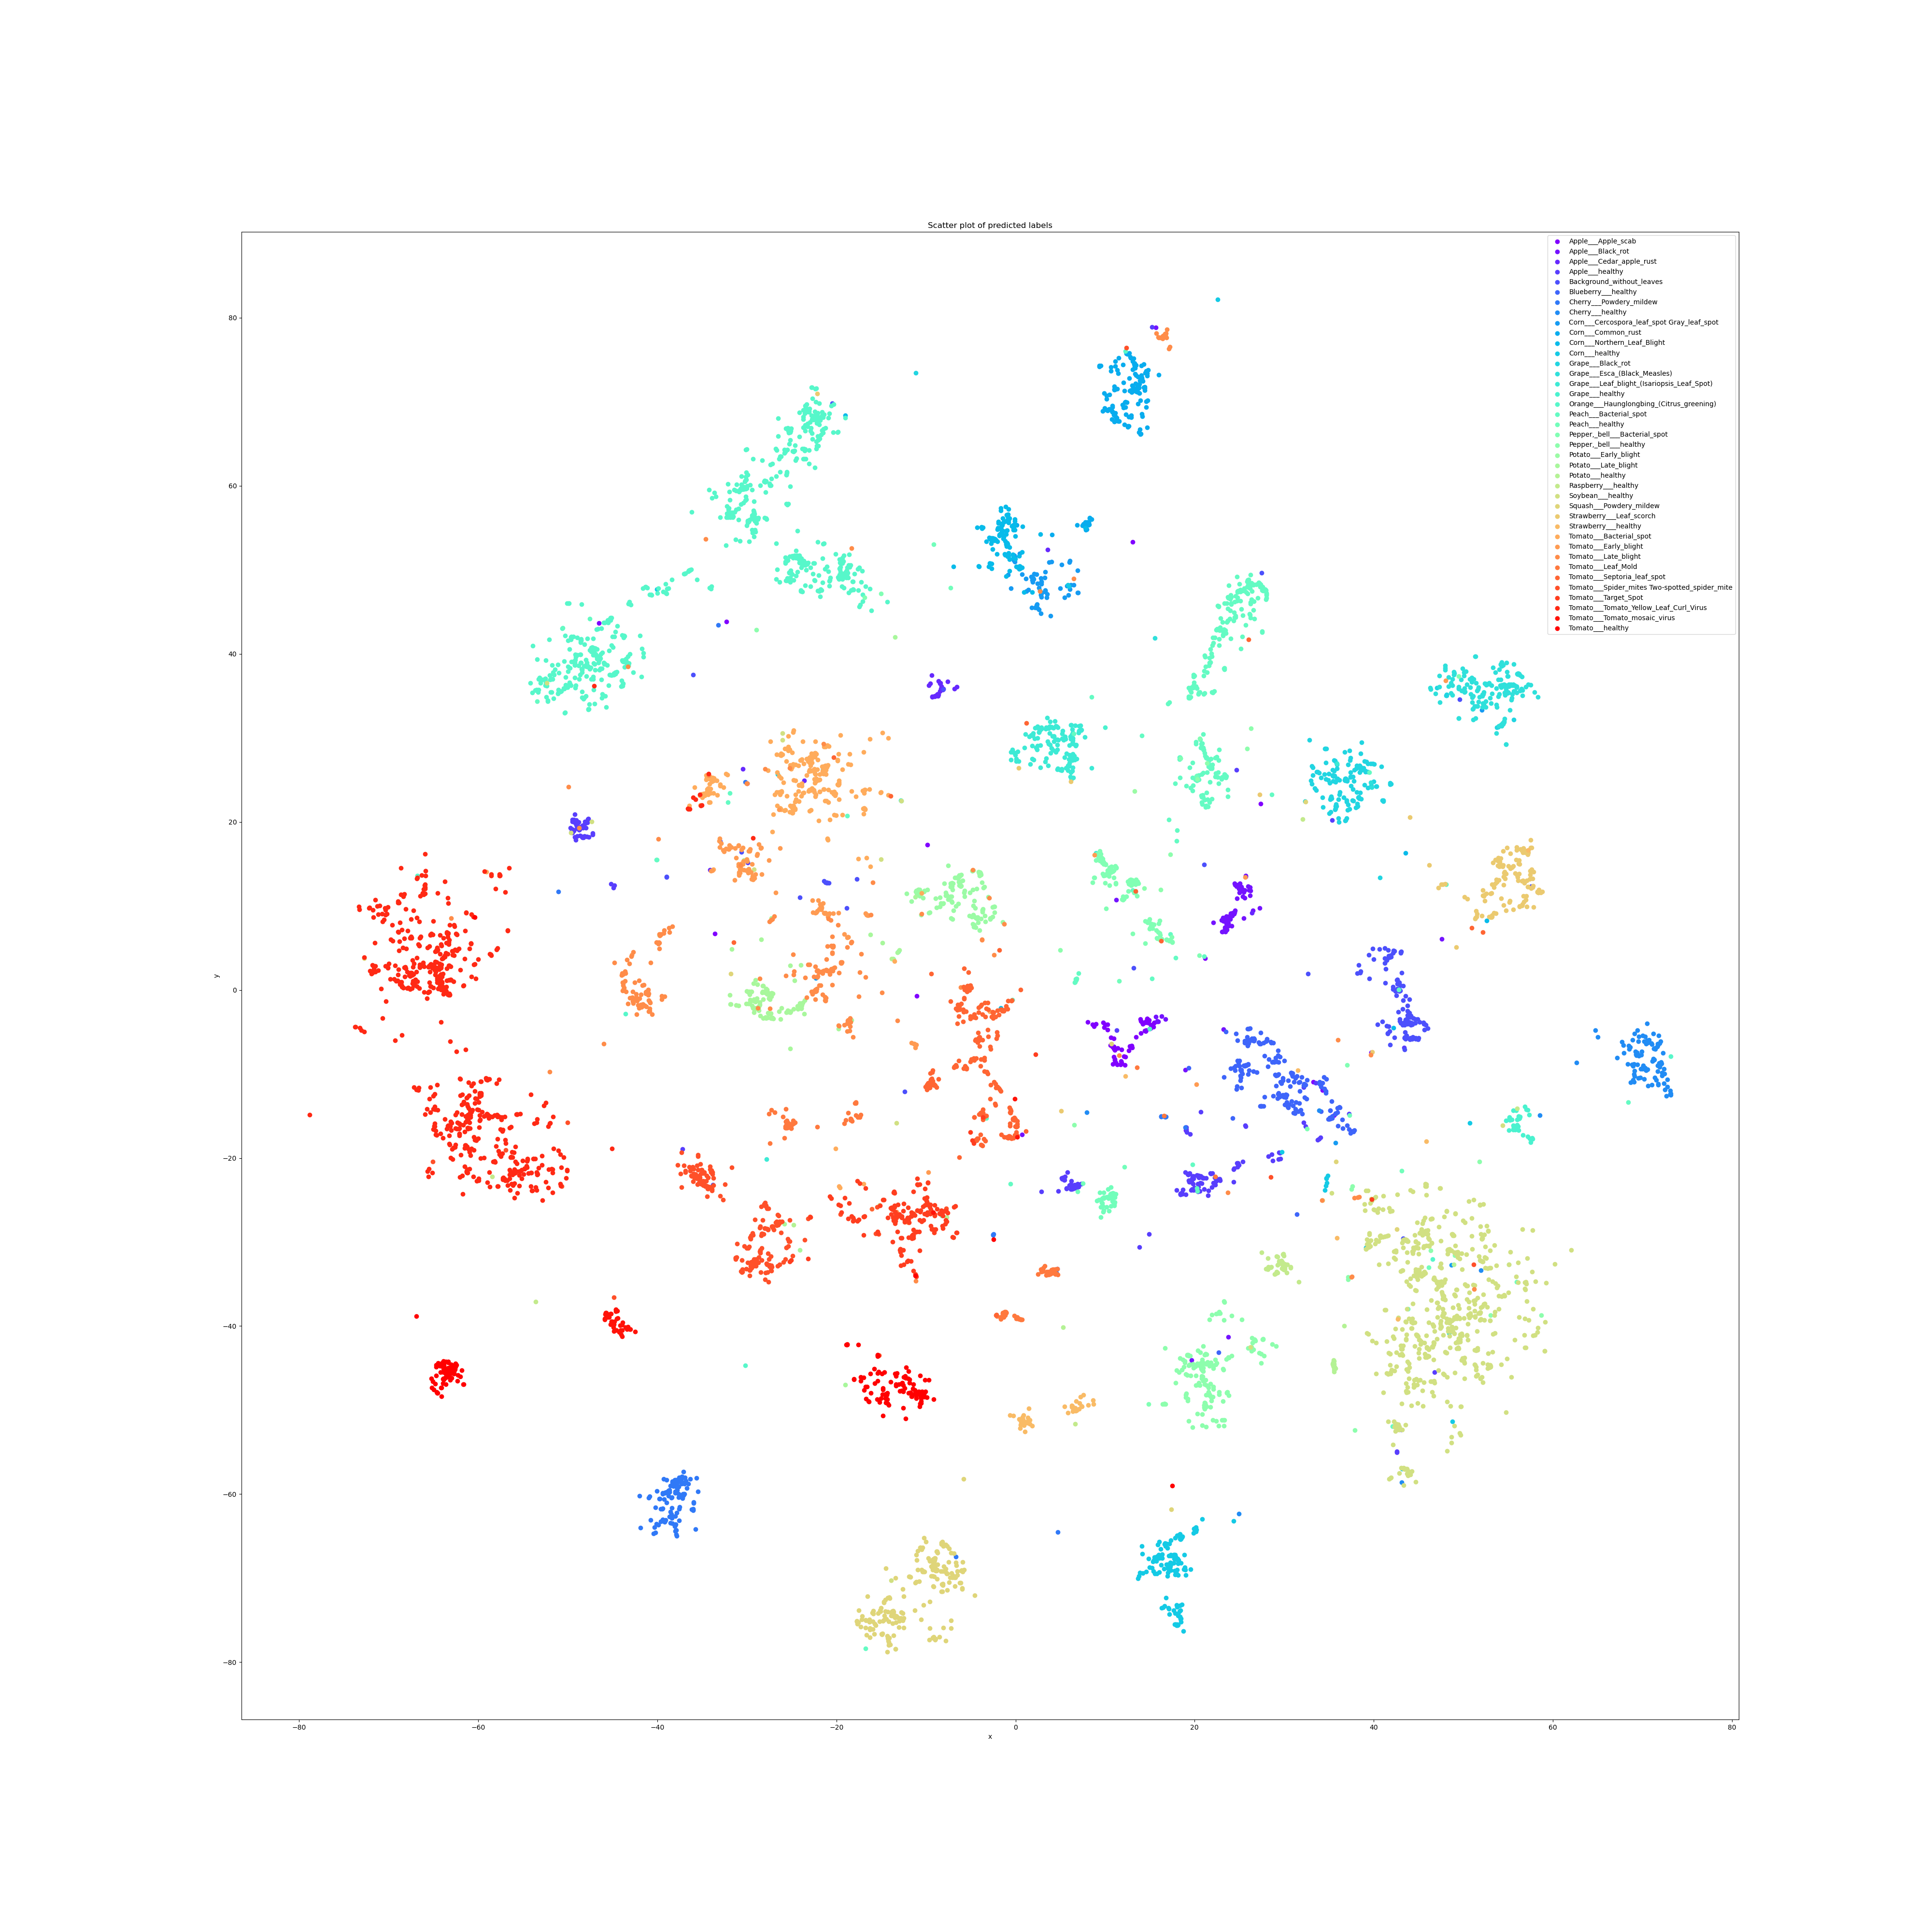 Scatter plot of predicted labels
Apple___Apple_scab
Apple___Black_rot
Apple___Cedar_apple_rust
Apple___healthy
Background_without_leaves
Blueberry___healthy
Cherry___Powdery_mildew
Cherry___healthy
Corn___Cercospora_leaf_spot Gray_leaf_spot
Corn___Common_rust
Corn___Northern_Leaf_Blight
Corn___healthy
Grape___Black_rot
Grape___Esca_(Black_Measles)
Grape___Leaf_blight_(Isariopsis_Leaf_Spot)
Grape___healthy
Orange___Haunglongbing_(Citrus_greening)
Peach___Bacterial_spot
Peach___healthy
Pepper,_bell___Bacterial_spot
Pepper,_bell___healthy
Potato___Early_blight
Potato___Late_blight
Potato___healthy
Raspberry___healthy
Soybean___healthy
Squash___Powdery_mildew
Strawberry___Leaf_scorch
Strawberry___healthy
Tomato___Bacterial_spot
Tomato___Early_blight
Tomato___Late_blight
Tomato___Leaf_Mold
Tomato___Septoria_leaf_spot
Tomato___Spider_mites Two-spotted_spider_mite
Tomato___Target_Spot
Tomato___Tomato_Yellow_Leaf_Curl_Virus
Tomato___Tomato_mosaic_virus
Tomato___healthy
80
60
40
20
0
−20
−40
−60
−80
y
−80 −60 −40 −20 0 20 40 60 80
x